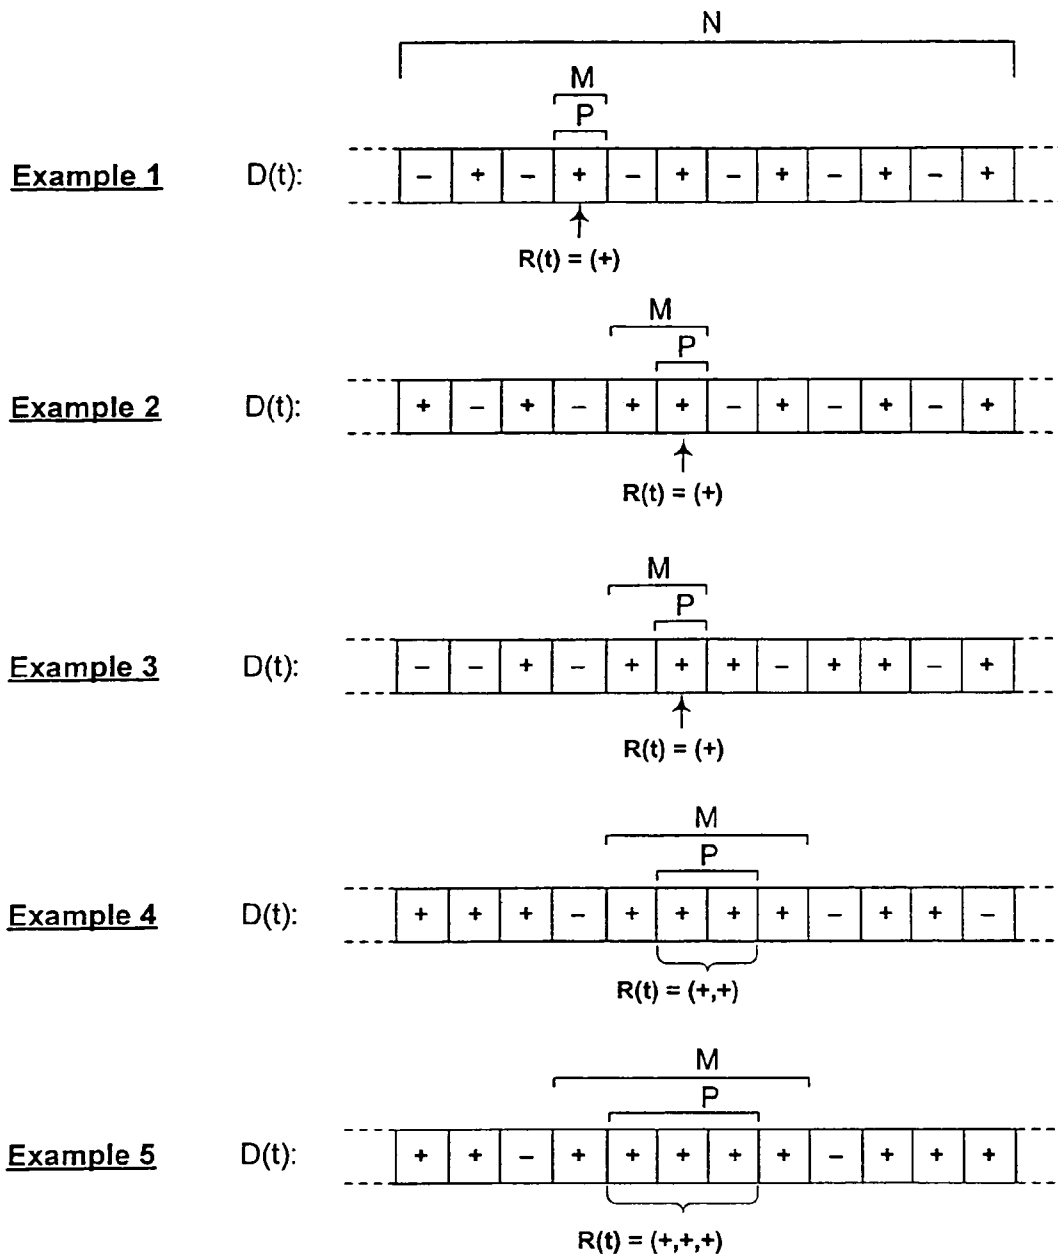 N
M
P
Example 1 D(t): – + – + – + – + – + – +
R(t) = (+)
M
P
Example 2 D(t): + – + – + + – + – + – +
R(t) = (+)
M
P
Example 3 D(t): – – + – + + + – + + – +
R(t) = (+)
M
P
Example 4 D(t): + + + – + + + + – + + –
R(t) = (+,+)
M
P
Example 5 D(t): + + – + + + + + – + + +
R(t) = (+,+,+)